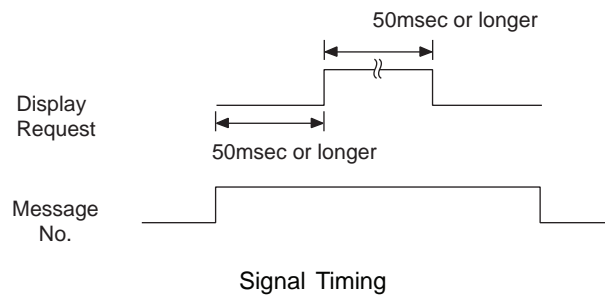 50msec or longer
Display
Request
50msec or longer
Message
No.
Signal Timing